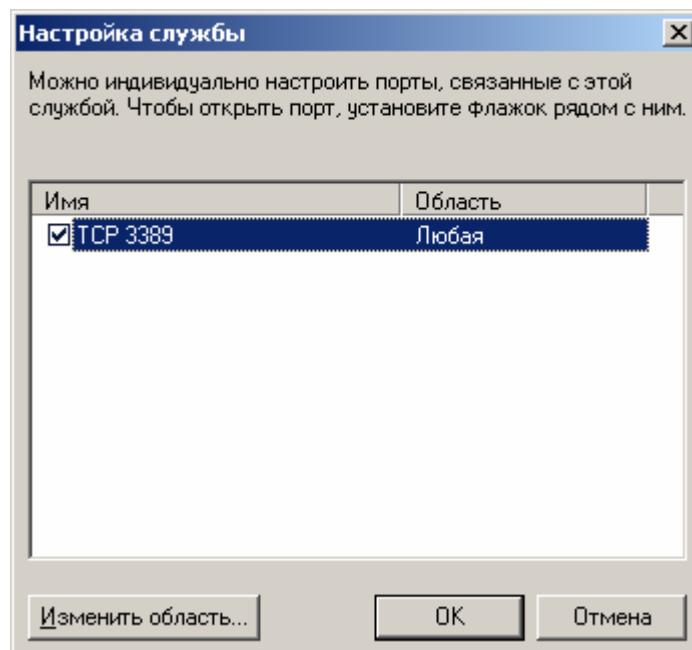 Настройка службы
Можно индивидуально настроить порты, связанные с этой
службой. Чтобы открыть порт, установите флажок рядом с ним.
Имя Область
TCP 3389 Любая
Изменить область... OK Отмена